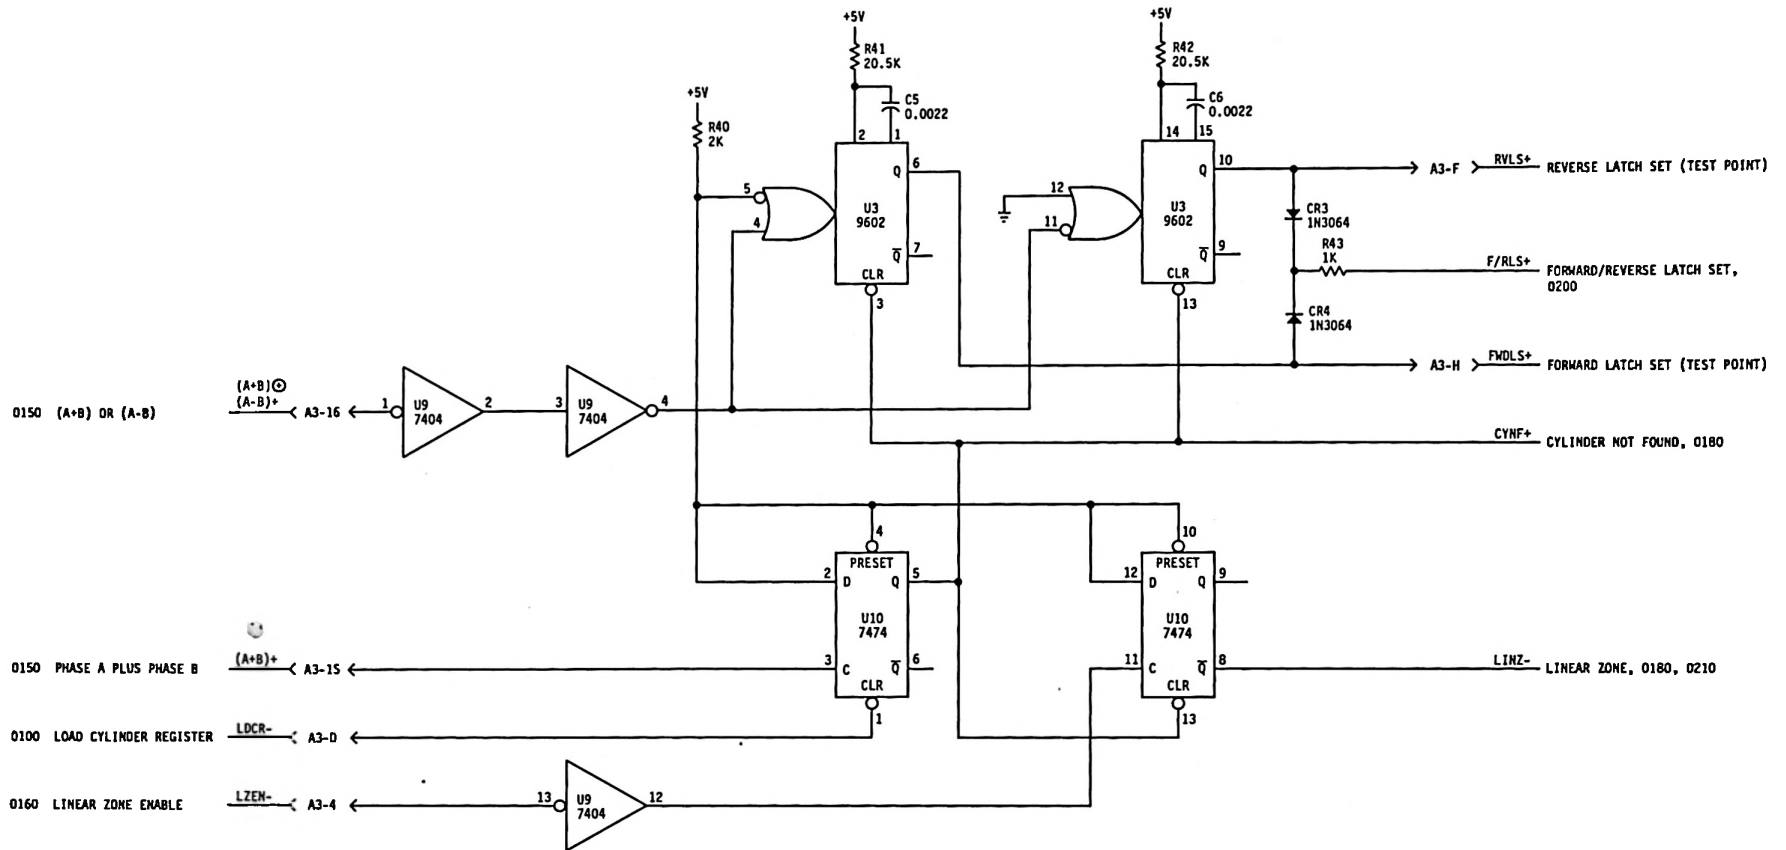 +5V
R41
20.5K
C5
0.0022
2
1
+5V
R42
20.5K
C6
0.0022
14
15
+5V
R40
2K
5
4
Q
6
U3
9602
Q
7
CLR
3
12
11
Q
10
U3
9602
Q
9
CLR
13
A3-F
RVLS+
REVERSE LATCH SET (TEST POINT)
CR3
1N3064
R43
1K
F/RLS+
FORWARD/REVERSE LATCH SET,
0200
CR4
1N3064
A3-H
FWDLS+
FORWARD LATCH SET (TEST POINT)
0150 (A+B) OR (A-B)
(A+B)⊕
(A-B)+
A3-16
1
U9
7404
2
3
U9
7404
4
CYNF+
CYLINDER NOT FOUND, 0180
4
PRESET
2
D
Q
5
U10
7474
3
C
Q
6
CLR
1
10
PRESET
12
D
Q
9
U10
7474
11
C
Q
8
CLR
13
LINZ-
LINEAR ZONE, 0180, 0210
0150 PHASE A PLUS PHASE B
(A+B)+
A3-15
0100 LOAD CYLINDER REGISTER
LDCR-
A3-D
0160 LINEAR ZONE ENABLE
LZEN-
A3-4
13
U9
7404
12